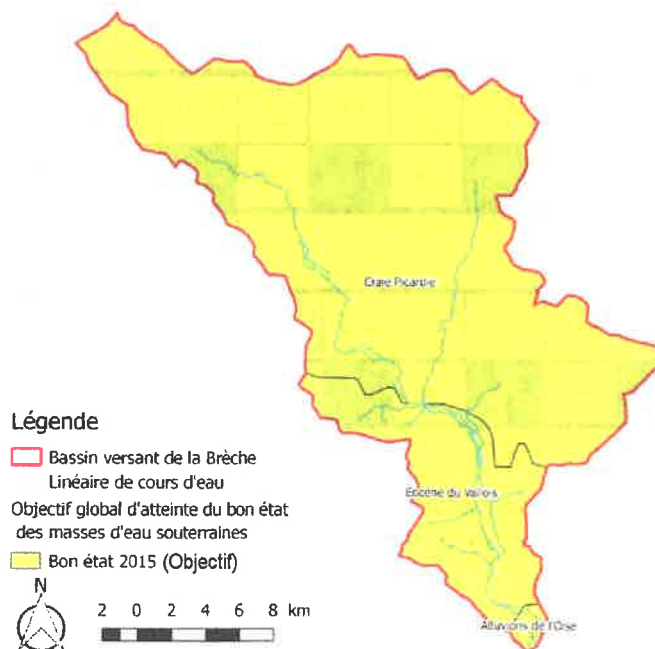 Craie Picardie
Légende
Bassin versant de la Brèche
Linéaire de cours d'eau
Objectif global d'atteinte du bon état
des masses d'eau souterraines
Bon état 2015 (Objectif)
Eocène du Valois
Alluvions de l'Oise
N
2 0 2 4 6 8 km